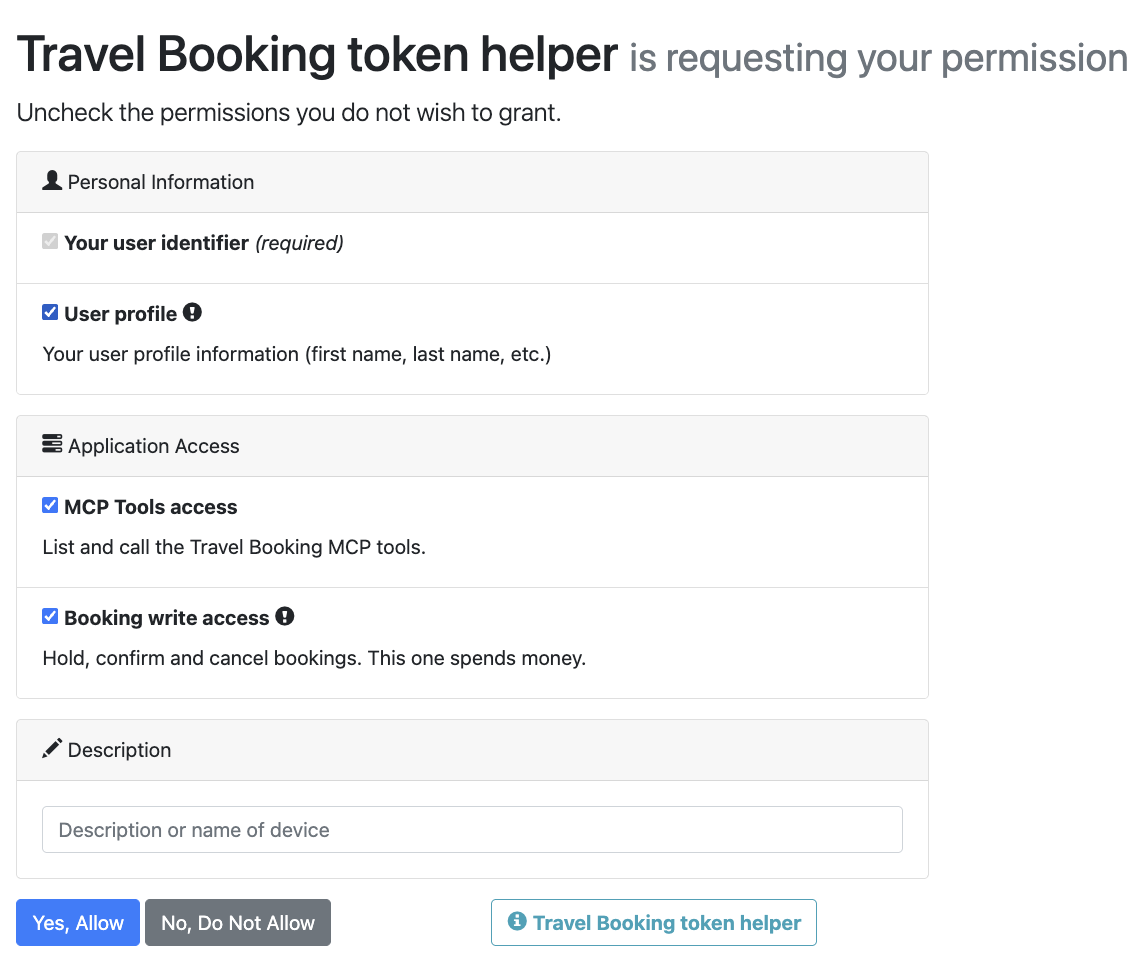 Travel Booking token helper is requesting your permission
Uncheck the permissions you do not wish to grant.
Personal Information
Your user identifier (required)
User profile
Your user profile information (first name, last name, etc.)
Application Access
MCP Tools access
List and call the Travel Booking MCP tools.
Booking write access
Hold, confirm and cancel bookings. This one spends money.
Description
Description or name of device
Yes, Allow No, Do Not Allow Travel Booking token helper